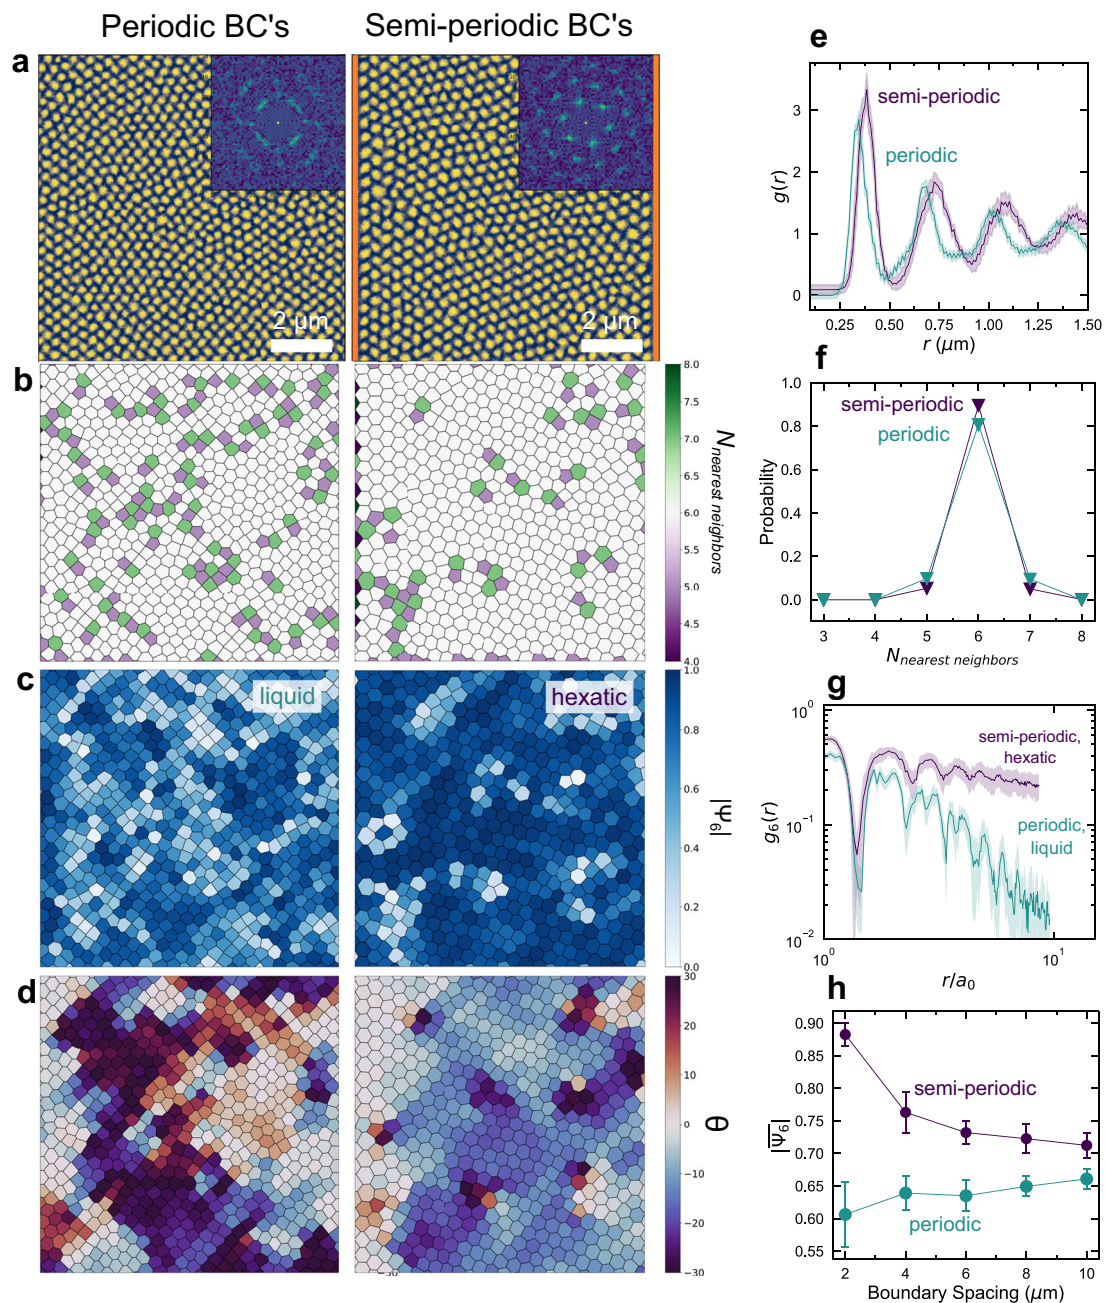 Periodic BC's
Semi-periodic BC's
a
2 μm
2 μm
b
8.0
7.5
7.0
6.5
6.0
5.5
5.0
4.5
4.0
N nearest neighbors
c
liquid
hexatic
1.0
0.8
0.6
0.4
0.2
0.0
|Ψ6|
d
30
20
10
0
−10
−20
−30
θ
−30
e
semi-periodic
periodic
g(r)
3
2
1
0
0.25
0.50
0.75
1.00
1.25
1.50
r (μm)
f
semi-periodic
periodic
Probability
1.0
0.8
0.6
0.4
0.2
0.0
3
4
5
6
7
8
N nearest neighbors
g
semi-periodic,
hexatic
periodic,
liquid
g6(r)
10^0
10^−1
10^−2
10^0
10^1
r/a0
h
semi-periodic
periodic
|Ψ6|
0.90
0.85
0.80
0.75
0.70
0.65
0.60
0.55
2
4
6
8
10
Boundary Spacing (μm)